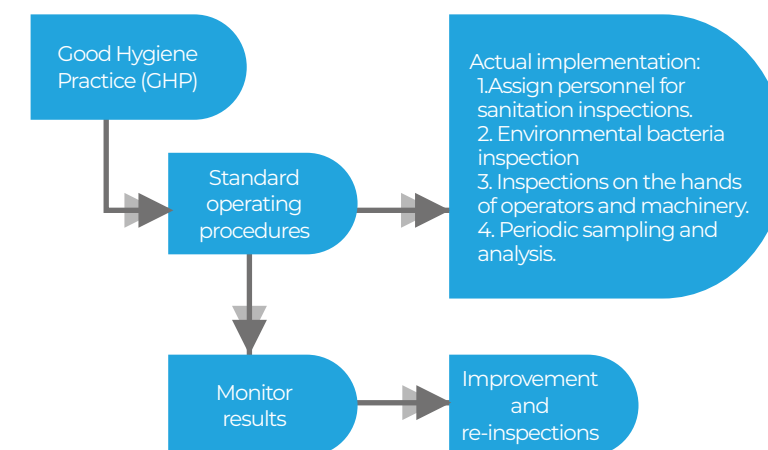 Good Hygiene
Practice (GHP)
Actual implementation:
1.Assign personnel for
sanitation inspections.
2. Environmental bacteria
inspection
3. Inspections on the hands
of operators and machinery.
4. Periodic sampling and
analysis.
Standard
operating
procedures
Monitor
results
Improvement
and
re-inspections